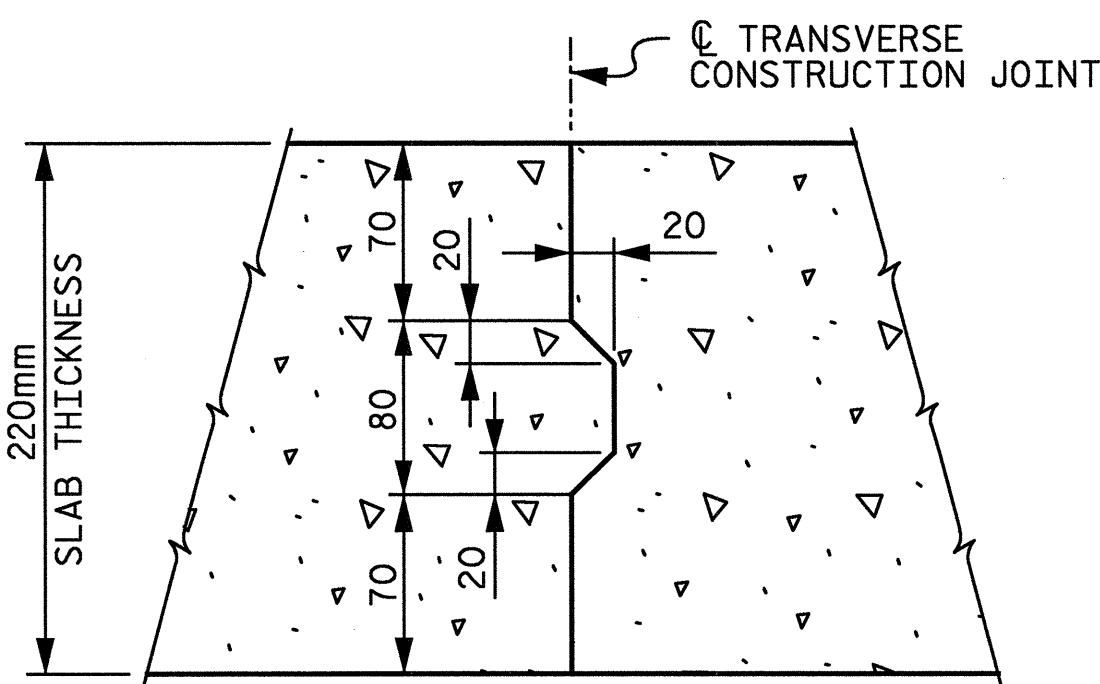 ℄ TRANSVERSE
CONSTRUCTION JOINT
70
20
20
220mm
SLAB THICKNESS
80
70
20